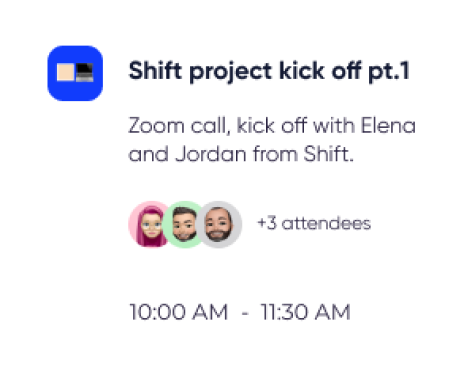 Shift project kick off pt.1
Zoom call, kick off with Elena
and Jordan from Shift.
+3 attendees
10:00 AM - 11:30 AM